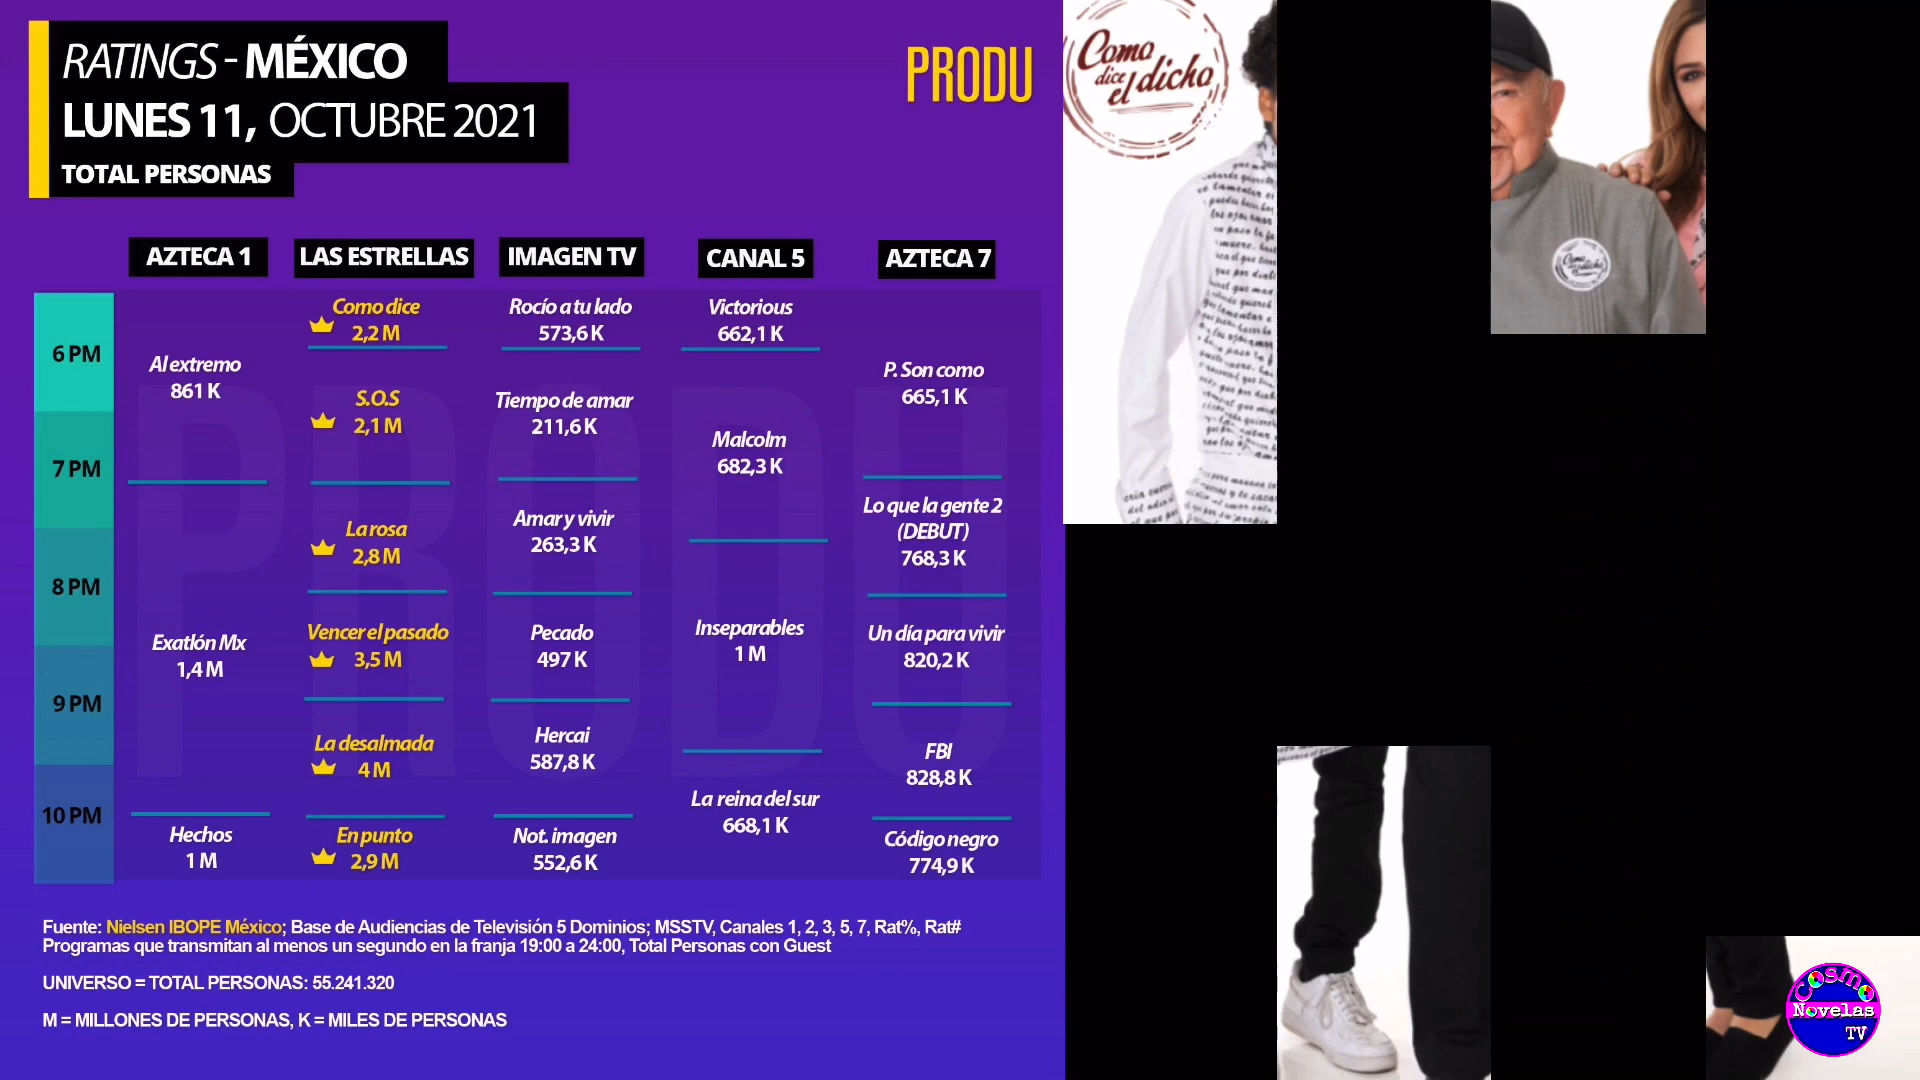 RATINGS - MÉXICO
LUNES 11, OCTUBRE 2021
TOTAL PERSONAS
PRODU
AZTECA 1
LAS ESTRELLAS
IMAGEN TV
CANAL 5
AZTECA 7
6 PM
7 PM
8 PM
9 PM
10 PM
Al extremo
861 K
Exatlón Mx
1,4 M
Hechos
1 M
Como dice
2,2 M
S.O.S
2,1 M
La rosa
2,8 M
Vencer el pasado
3,5 M
La desalmada
4 M
En punto
2,9 M
Rocío a tu lado
573,6 K
Tiempo de amar
211,6 K
Amar y vivir
263,3 K
Pecado
497 K
Hercai
587,8 K
Not. imagen
552,6 K
Victorious
662,1 K
Malcolm
682,3 K
Inseparables
1 M
La reina del sur
668,1 K
P. Son como
665,1 K
Lo que la gente 2
(DEBUT)
768,3 K
Un día para vivir
820,2 K
FBI
828,8 K
Código negro
774,9 K
Fuente: Nielsen IBOPE México; Base de Audiencias de Televisión 5 Dominios; MSSTV, Canales 1, 2, 3, 5, 7, Rat%, Rat#
Programas que transmitan al menos un segundo en la franja 19:00 a 24:00, Total Personas con Guest
UNIVERSO = TOTAL PERSONAS: 55.241.320
M = MILLONES DE PERSONAS, K = MILES DE PERSONAS
PRODU
Como
dice
el dicho
Como
dice
el dicho
Cosmo
Novelas
TV